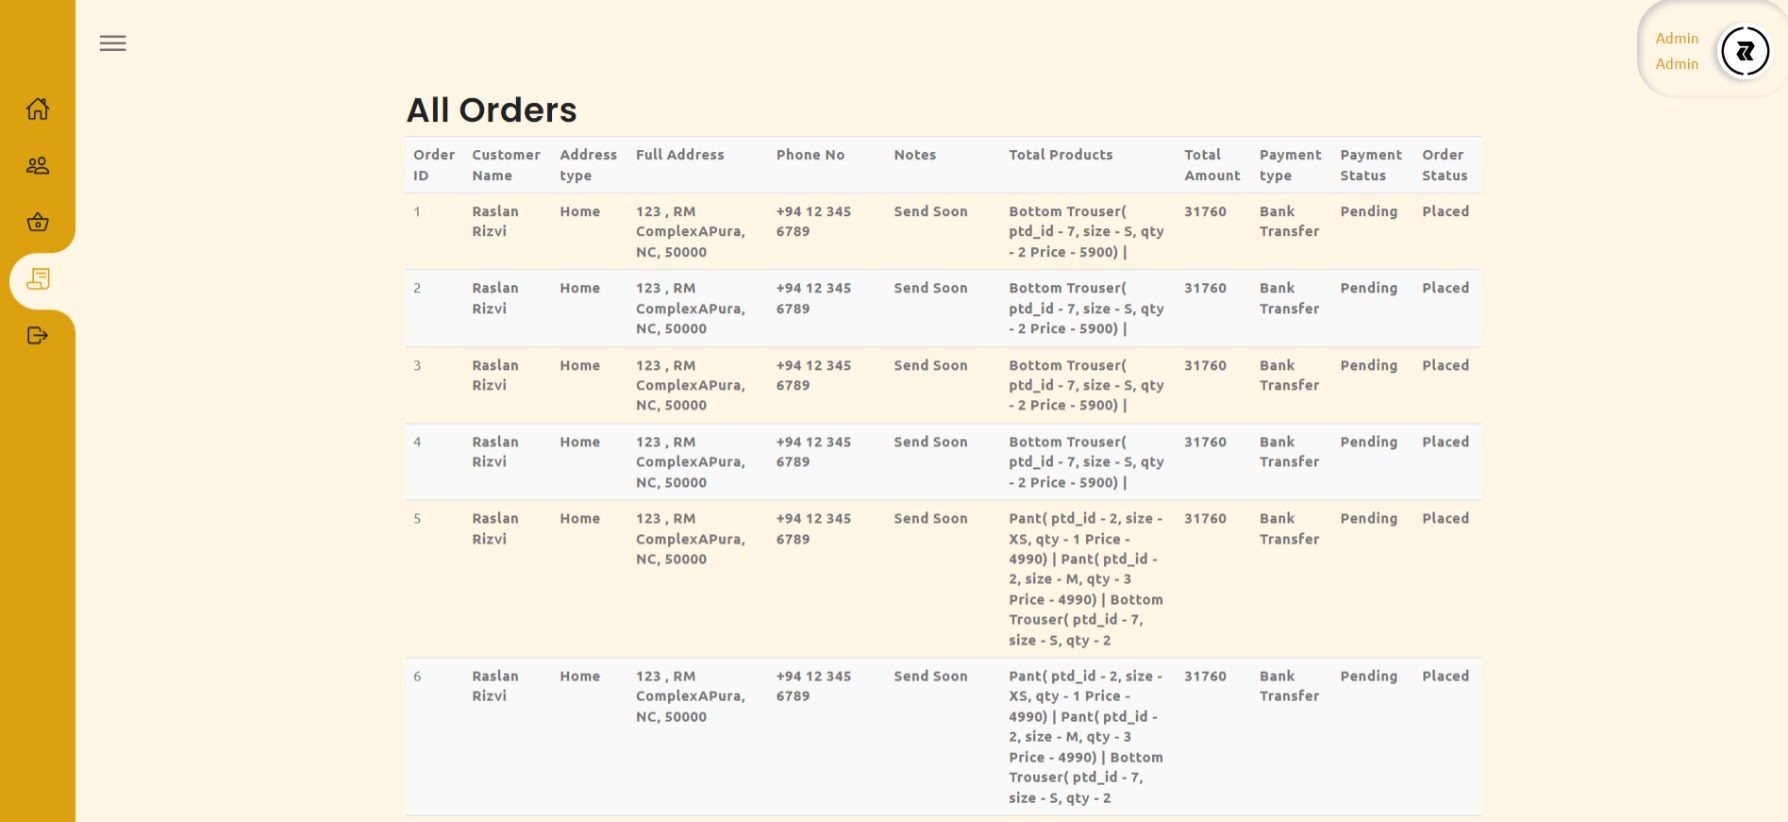 Admin
Admin
All Orders
Order ID Customer Name Address type Full Address Phone No Notes Total Products Total Amount Payment type Payment Status Order Status
1 Raslan Rizvi Home 123 , RM ComplexAPura, NC, 50000 +94 12 345 6789 Send Soon Bottom Trouser( ptd_id - 7, size - S, qty - 2 Price - 5900) | 31760 Bank Transfer Pending Placed
2 Raslan Rizvi Home 123 , RM ComplexAPura, NC, 50000 +94 12 345 6789 Send Soon Bottom Trouser( ptd_id - 7, size - S, qty - 2 Price - 5900) | 31760 Bank Transfer Pending Placed
3 Raslan Rizvi Home 123 , RM ComplexAPura, NC, 50000 +94 12 345 6789 Send Soon Bottom Trouser( ptd_id - 7, size - S, qty - 2 Price - 5900) | 31760 Bank Transfer Pending Placed
4 Raslan Rizvi Home 123 , RM ComplexAPura, NC, 50000 +94 12 345 6789 Send Soon Bottom Trouser( ptd_id - 7, size - S, qty - 2 Price - 5900) | 31760 Bank Transfer Pending Placed
5 Raslan Rizvi Home 123 , RM ComplexAPura, NC, 50000 +94 12 345 6789 Send Soon Pant( ptd_id - 2, size - XS, qty - 1 Price - 4990) | Pant( ptd_id - 2, size - M, qty - 3 Price - 4990) | Bottom Trouser( ptd_id - 7, size - S, qty - 2 31760 Bank Transfer Pending Placed
6 Raslan Rizvi Home 123 , RM ComplexAPura, NC, 50000 +94 12 345 6789 Send Soon Pant( ptd_id - 2, size - XS, qty - 1 Price - 4990) | Pant( ptd_id - 2, size - M, qty - 3 Price - 4990) | Bottom Trouser( ptd_id - 7, size - S, qty - 2 31760 Bank Transfer Pending Placed